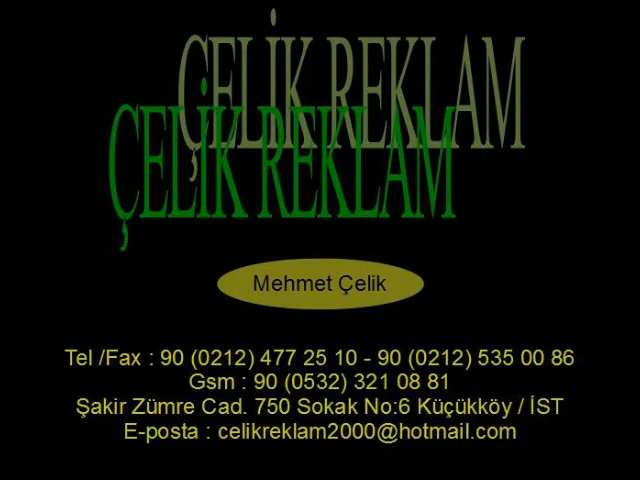 ÇELİK REKLAM
ÇELİK REKLAM
Mehmet Çelik
Tel /Fax : 90 (0212) 477 25 10 - 90 (0212) 535 00 86
Gsm : 90 (0532) 321 08 81
Şakir Zümre Cad. 750 Sokak No:6 Küçükköy / İST
E-posta : celikreklam2000@hotmail.com